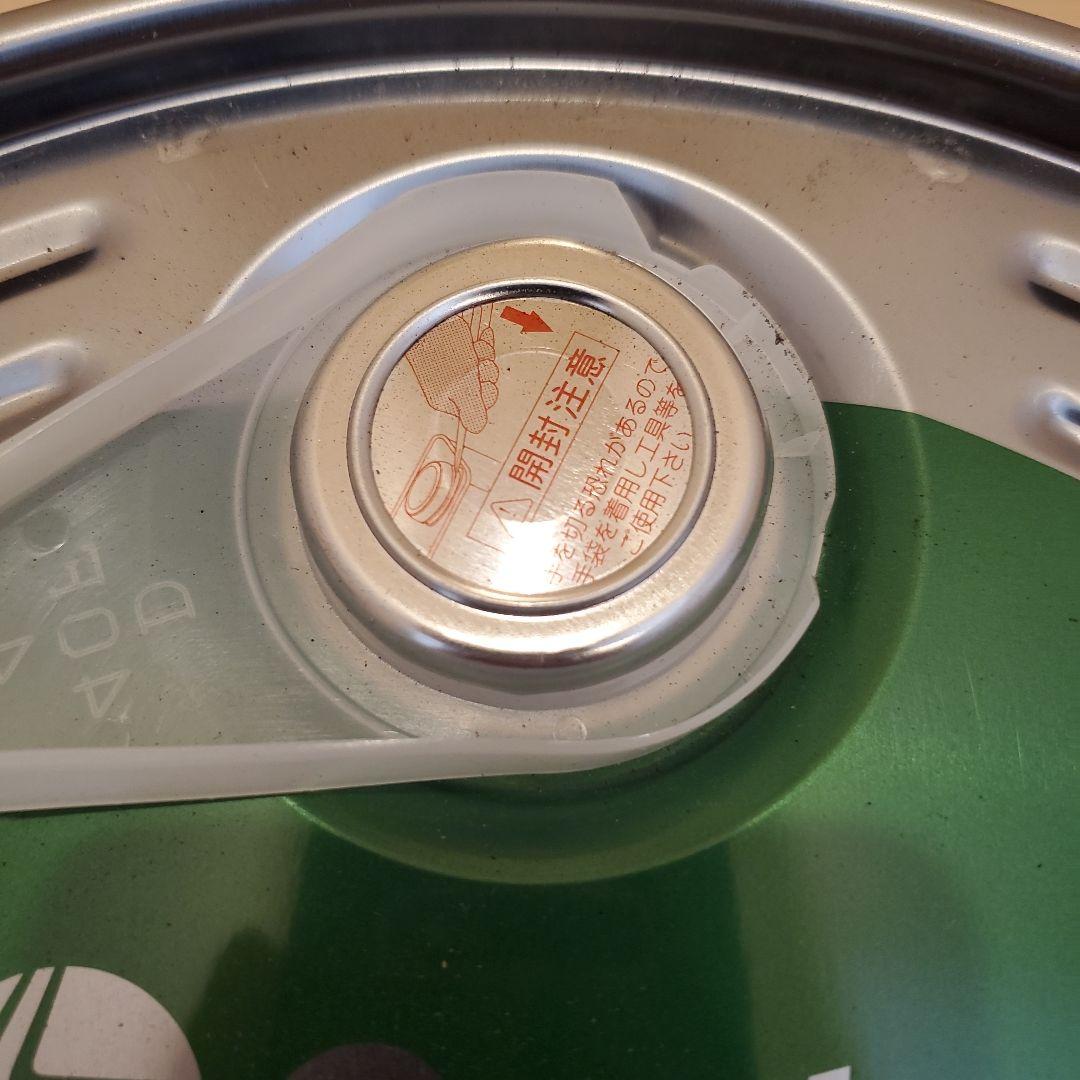 開封注意
を切る恐れがあるので
手袋を着用し工具等を
ご使用下さい
D